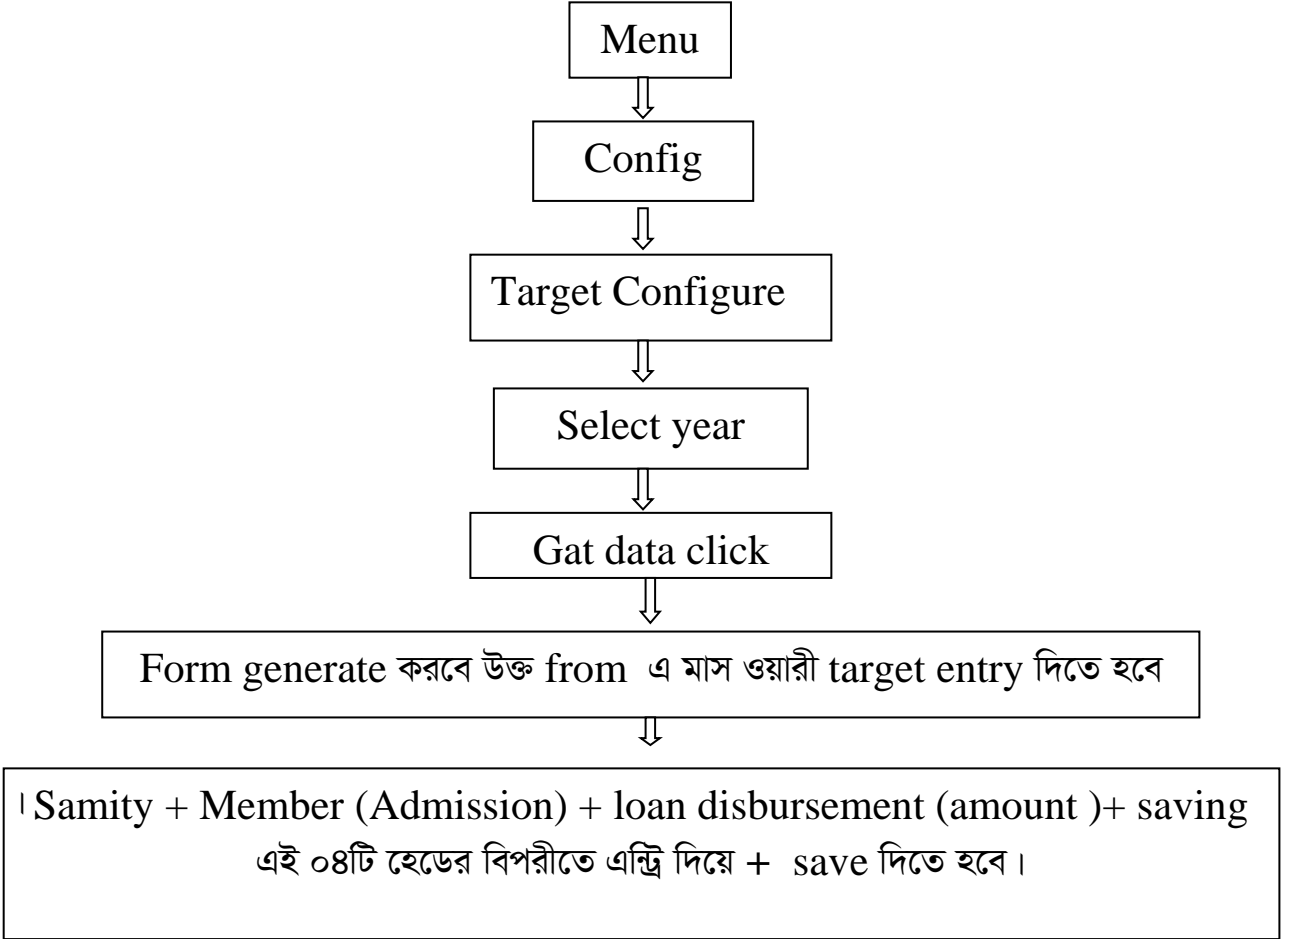 Menu
Config
Target Configure
Select year
Gat data click
Form generate করবে উক্ত from এ মাস ওয়ারী target entry দিতে হবে
। Samity + Member (Admission) + loan disbursement (amount )+ saving
এই ০৪টি হেডের বিপরীতে এন্ট্রি দিয়ে + save দিতে হবে।